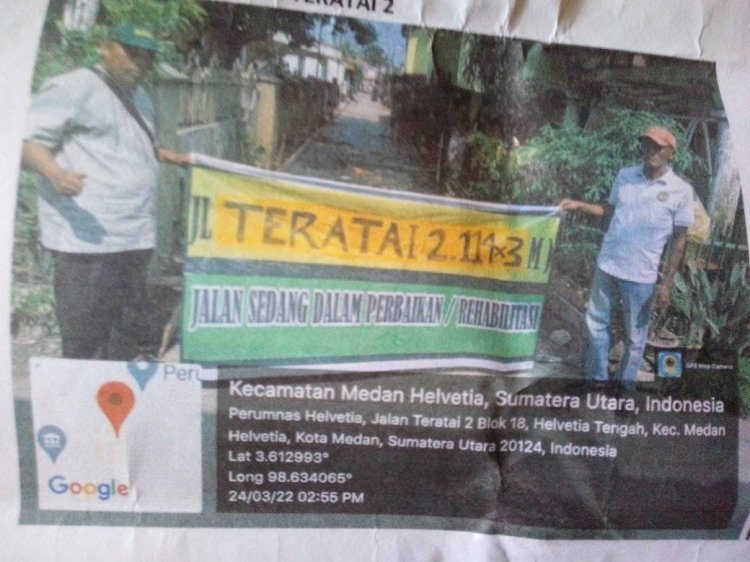 TERATAI 2
JL TERATAI 2.114×3 M)
JALAN SEDANG DALAM PERBAIKAN / REHABILITASI
GPS Map Camera
Peru
Kecamatan Medan Helvetia, Sumatera Utara, Indonesia
Perumnas Helvetia, Jalan Teratai 2 Blok 18, Helvetia Tengah, Kec. Medan
Helvetia, Kota Medan, Sumatera Utara 20124, Indonesia
Lat 3.612993°
Long 98.634065°
24/03/22 02:55 PM
Google